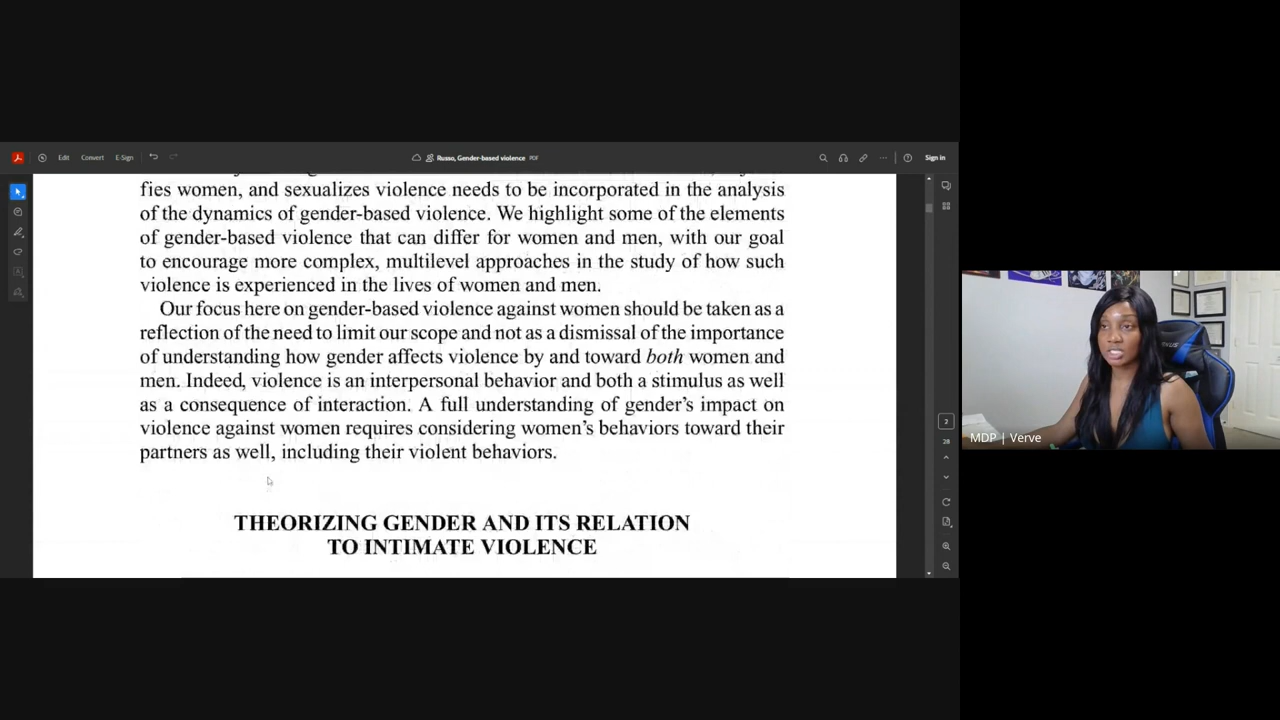 Edit Convert E-Sign Russo, Gender-based violence PDF Sign in
fies women, and sexualizes violence needs to be incorporated in the analysis
of the dynamics of gender-based violence. We highlight some of the elements
of gender-based violence that can differ for women and men, with our goal
to encourage more complex, multilevel approaches in the study of how such
violence is experienced in the lives of women and men.
Our focus here on gender-based violence against women should be taken as a
reflection of the need to limit our scope and not as a dismissal of the importance
of understanding how gender affects violence by and toward both women and
men. Indeed, violence is an interpersonal behavior and both a stimulus as well
as a consequence of interaction. A full understanding of gender's impact on
violence against women requires considering women's behaviors toward their
partners as well, including their violent behaviors.
THEORIZING GENDER AND ITS RELATION
TO INTIMATE VIOLENCE
2
28
MDP | Verve